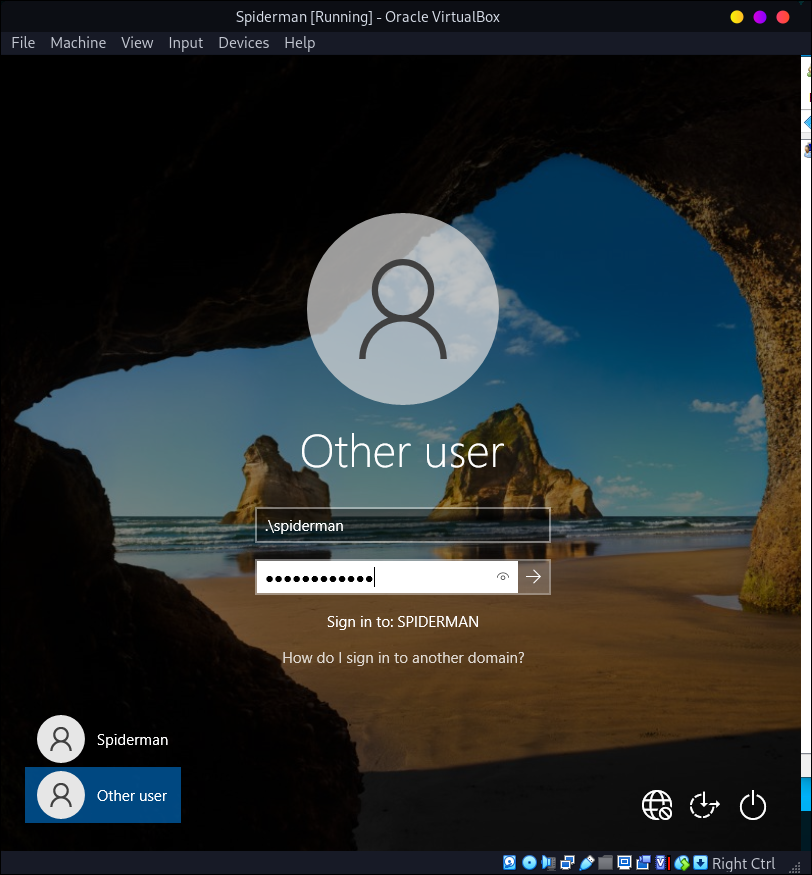 Spiderman [Running] - Oracle VirtualBox
File Machine View Input Devices Help
Other user
.\spiderman
●●●●●●●●●●●●
Sign in to: SPIDERMAN
How do I sign in to another domain?
Spiderman
Other user
Right Ctrl